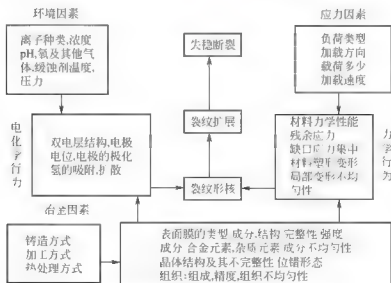 环境因素
应力因素
离子种类,浓度
pH,氧及其他气
体,缓蚀剂温度,
压力
失稳断裂
负荷类型
加载方向
载荷多少
加载速度
电化学行为
双电层结构,电极
电位,电极的极化
氢的吸附,扩散
裂纹扩展
裂纹形核
材料力学性能
残余应力
缺口应力集中
材料塑形变形
局部变形不均
匀性
力学行为
冶金因素
铸造方式
加工方式
热处理方式
表面膜的类型 成分,结构 完整性 强度
成分 合金元素,杂质元素 成分不均匀性
晶体结构及其不完整性 位错形态
组织:组成,精度,组织不均匀性